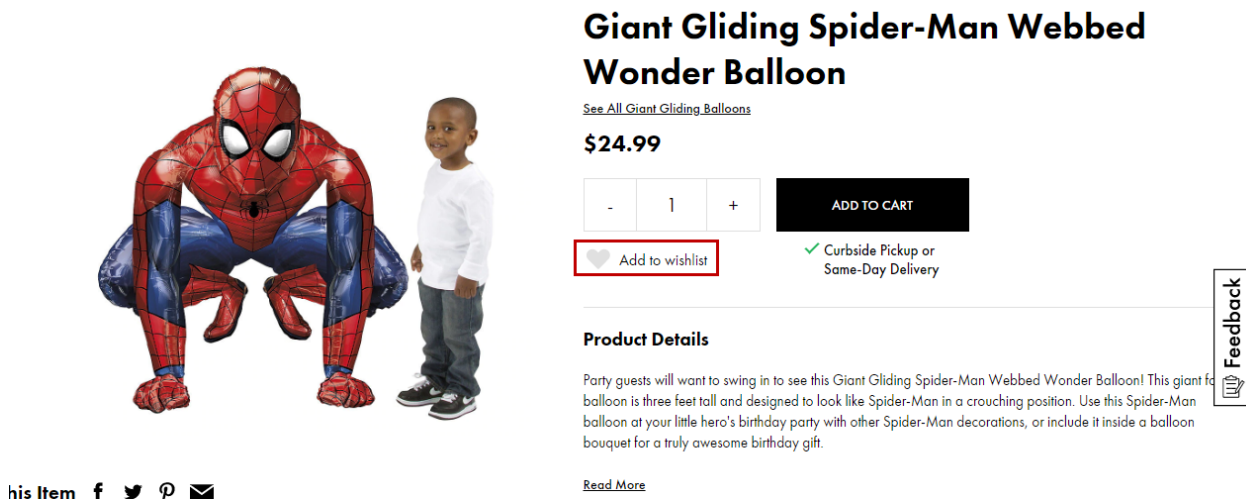 Giant Gliding Spider-Man Webbed
Wonder Balloon
See All Giant Gliding Balloons
$24.99
- 1 + ADD TO CART
Add to wishlist
Curbside Pickup or
Same-Day Delivery
Feedback
Product Details
Party guests will want to swing in to see this Giant Gliding Spider-Man Webbed Wonder Balloon! This giant
balloon is three feet tall and designed to look like Spider-Man in a crouching position. Use this Spider-Man
balloon at your little hero's birthday party with other Spider-Man decorations, or include it inside a balloon
bouquet for a truly awesome birthday gift.
Read More
his Item